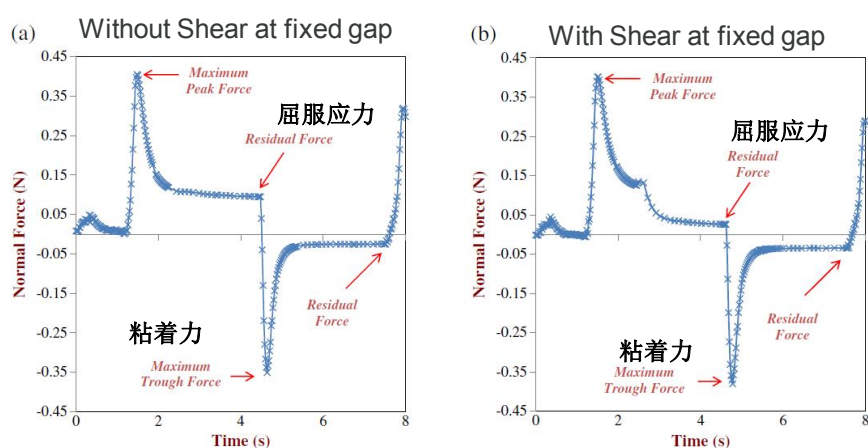 (a) Without Shear at fixed gap
0.45
0.35
0.25
0.15
0.05
-0.05
-0.15
-0.25
-0.35
-0.45
Normal Force (N)
Maximum
Peak Force
屈服应力
Residual Force
Residual
Force
粘着力
Maximum
Trough Force
0 2 4 6 8
Time (s)
(b) With Shear at fixed gap
0.45
0.35
0.25
0.15
0.05
-0.05
-0.15
-0.25
-0.35
-0.45
Normal Force (N)
Maximum
Peak Force
屈服应力
Residual
Force
Residual
Force
粘着力
Maximum
Trough Force
0 2 4 6 8
Time (s)